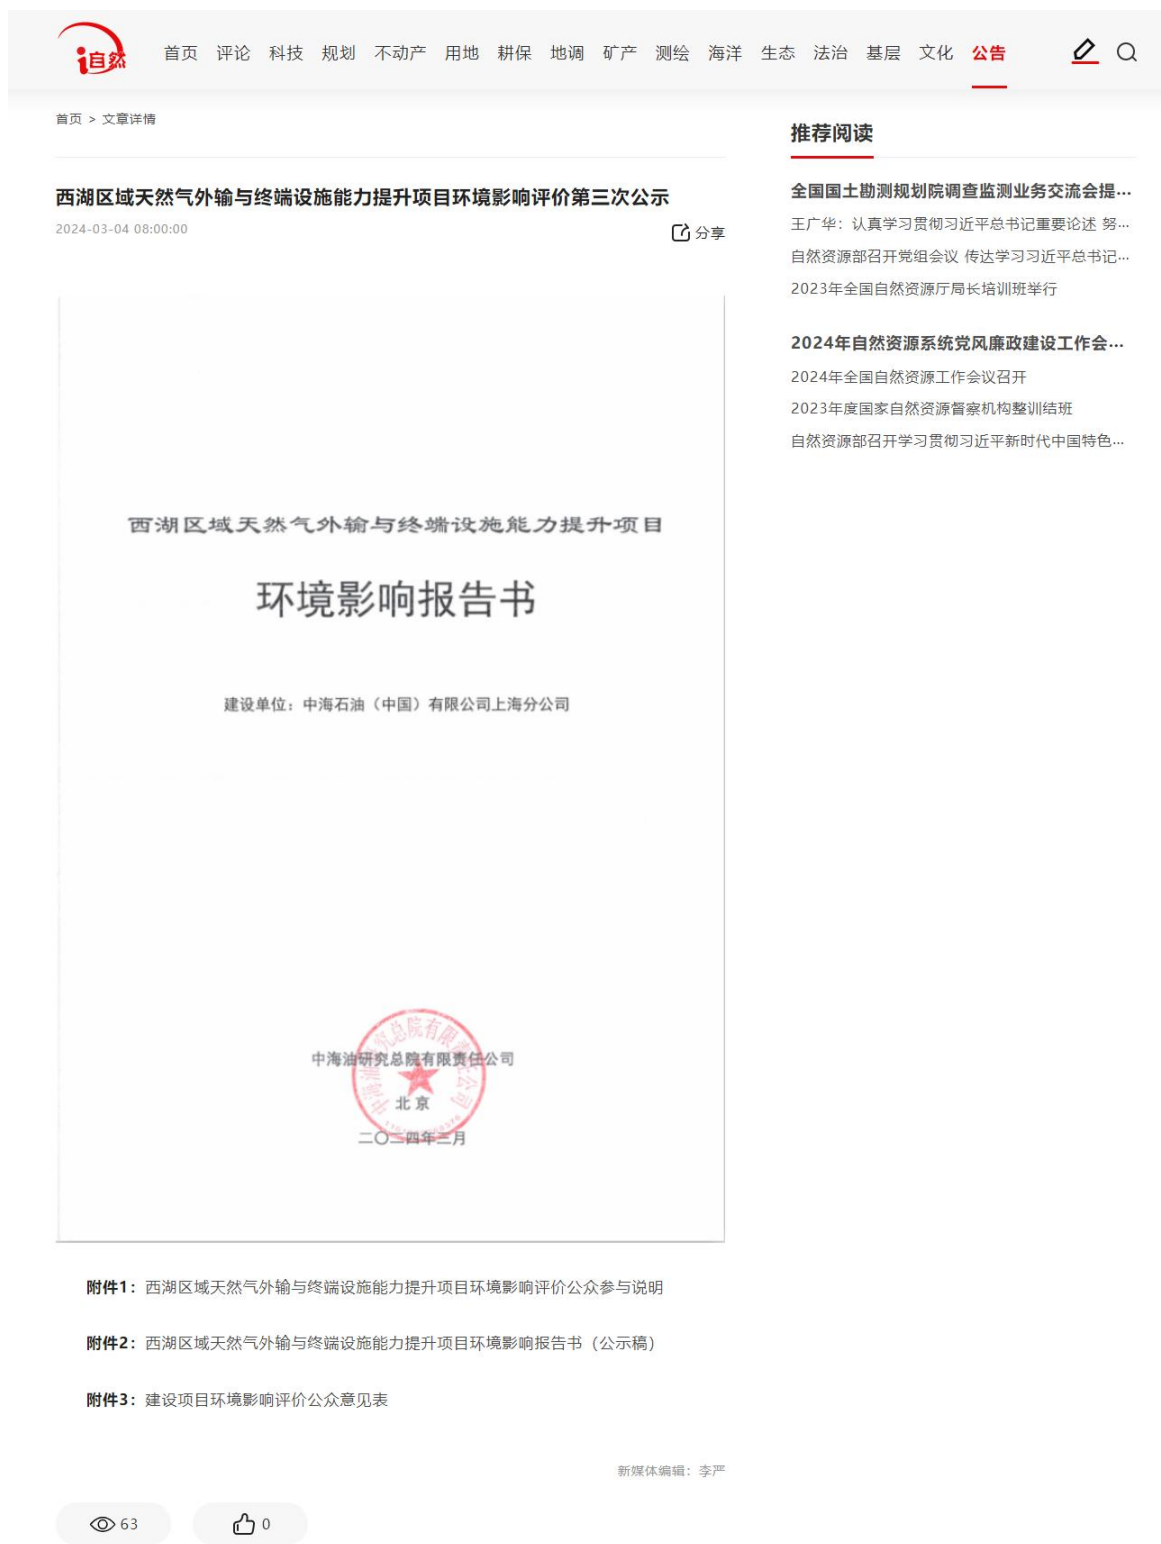 i自然
首页 评论 科技 规划 不动产 用地 耕保 地调 矿产 测绘 海洋 生态 法治 基层 文化 公告
首页 > 文章详情
西湖区域天然气外输与终端设施能力提升项目环境影响评价第三次公示
2024-03-04 08:00:00
分享
西湖区域天然气外输与终端设施能力提升项目
环境影响报告书
建设单位：中海石油（中国）有限公司上海分公司
中海油研究总院有限责任公司
北京
二〇二四年三月
附件1：西湖区域天然气外输与终端设施能力提升项目环境影响评价公众参与说明
附件2：西湖区域天然气外输与终端设施能力提升项目环境影响报告书（公示稿）
附件3：建设项目环境影响评价公众意见表
新媒体编辑：李严
63
0
推荐阅读
全国国土勘测规划院调查监测业务交流会提...
王广华：认真学习贯彻习近平总书记重要论述 努...
自然资源部召开党组会议 传达学习习近平总书记...
2023年全国自然资源厅局长培训班举行
2024年自然资源系统党风廉政建设工作会...
2024年全国自然资源工作会议召开
2023年度国家自然资源督察机构整训结班
自然资源部召开学习贯彻习近平新时代中国特色...